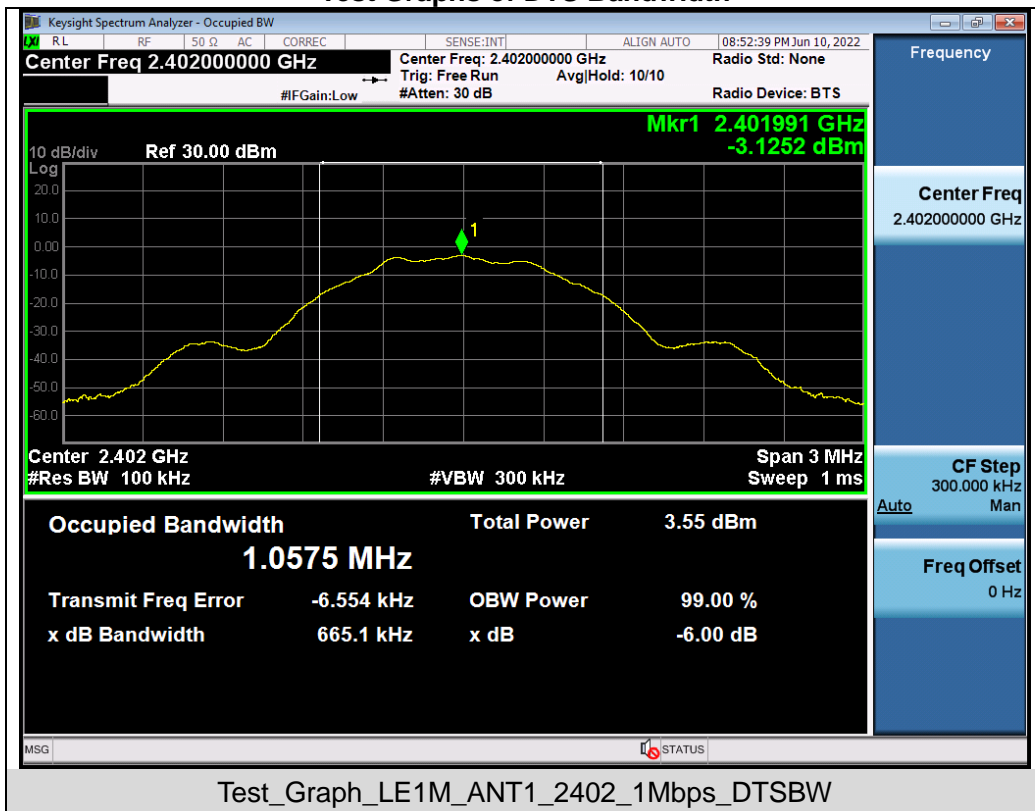 Keysight Spectrum Analyzer - Occupied BW
LXI RL RF 50 Ω AC CORREC SENSE:INT ALIGN AUTO 08:52:39 PM Jun 10, 2022
Center Freq 2.402000000 GHz
Center Freq: 2.402000000 GHz
Radio Std: None
Trig: Free Run Avg|Hold: 10/10
#IFGain:Low
#Atten: 30 dB
Radio Device: BTS
Frequency
Mkr1 2.401991 GHz
-3.1252 dBm
10 dB/div Ref 30.00 dBm
Log
20.0
10.0
0.00
-10.0
-20.0
-30.0
-40.0
-50.0
-60.0
1
Center 2.402 GHz Span 3 MHz
#Res BW 100 kHz #VBW 300 kHz Sweep 1 ms
Center Freq
2.402000000 GHz
CF Step
300.000 kHz
Auto Man
Freq Offset
0 Hz
Occupied Bandwidth Total Power 3.55 dBm
1.0575 MHz
Transmit Freq Error -6.554 kHz OBW Power 99.00 %
x dB Bandwidth 665.1 kHz x dB -6.00 dB
MSG STATUS
Test_Graph_LE1M_ANT1_2402_1Mbps_DTSBW